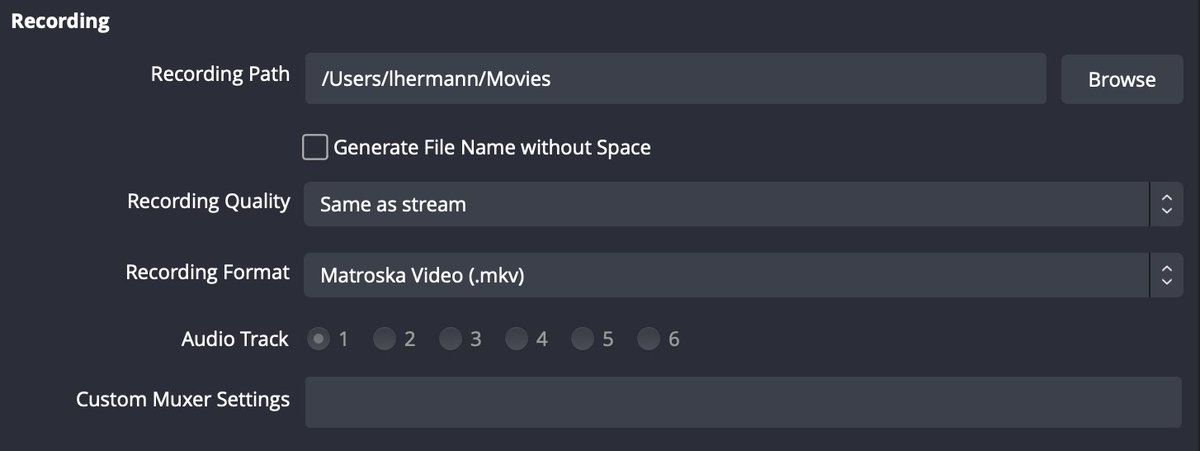 Recording
Recording Path /Users/lhermann/Movies Browse
Generate File Name without Space
Recording Quality Same as stream
Recording Format Matroska Video (.mkv)
Audio Track 1 2 3 4 5 6
Custom Muxer Settings